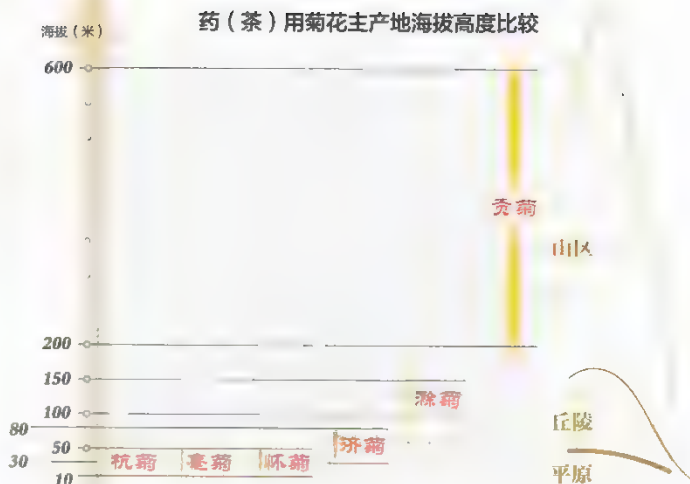 药（茶）用菊花主产地海拔高度比较
海拔（米）
600
贡菊
山区
200
150
滁菊
100
丘陵
80
济菊
50
杭菊 亳菊 怀菊
30
平原
10